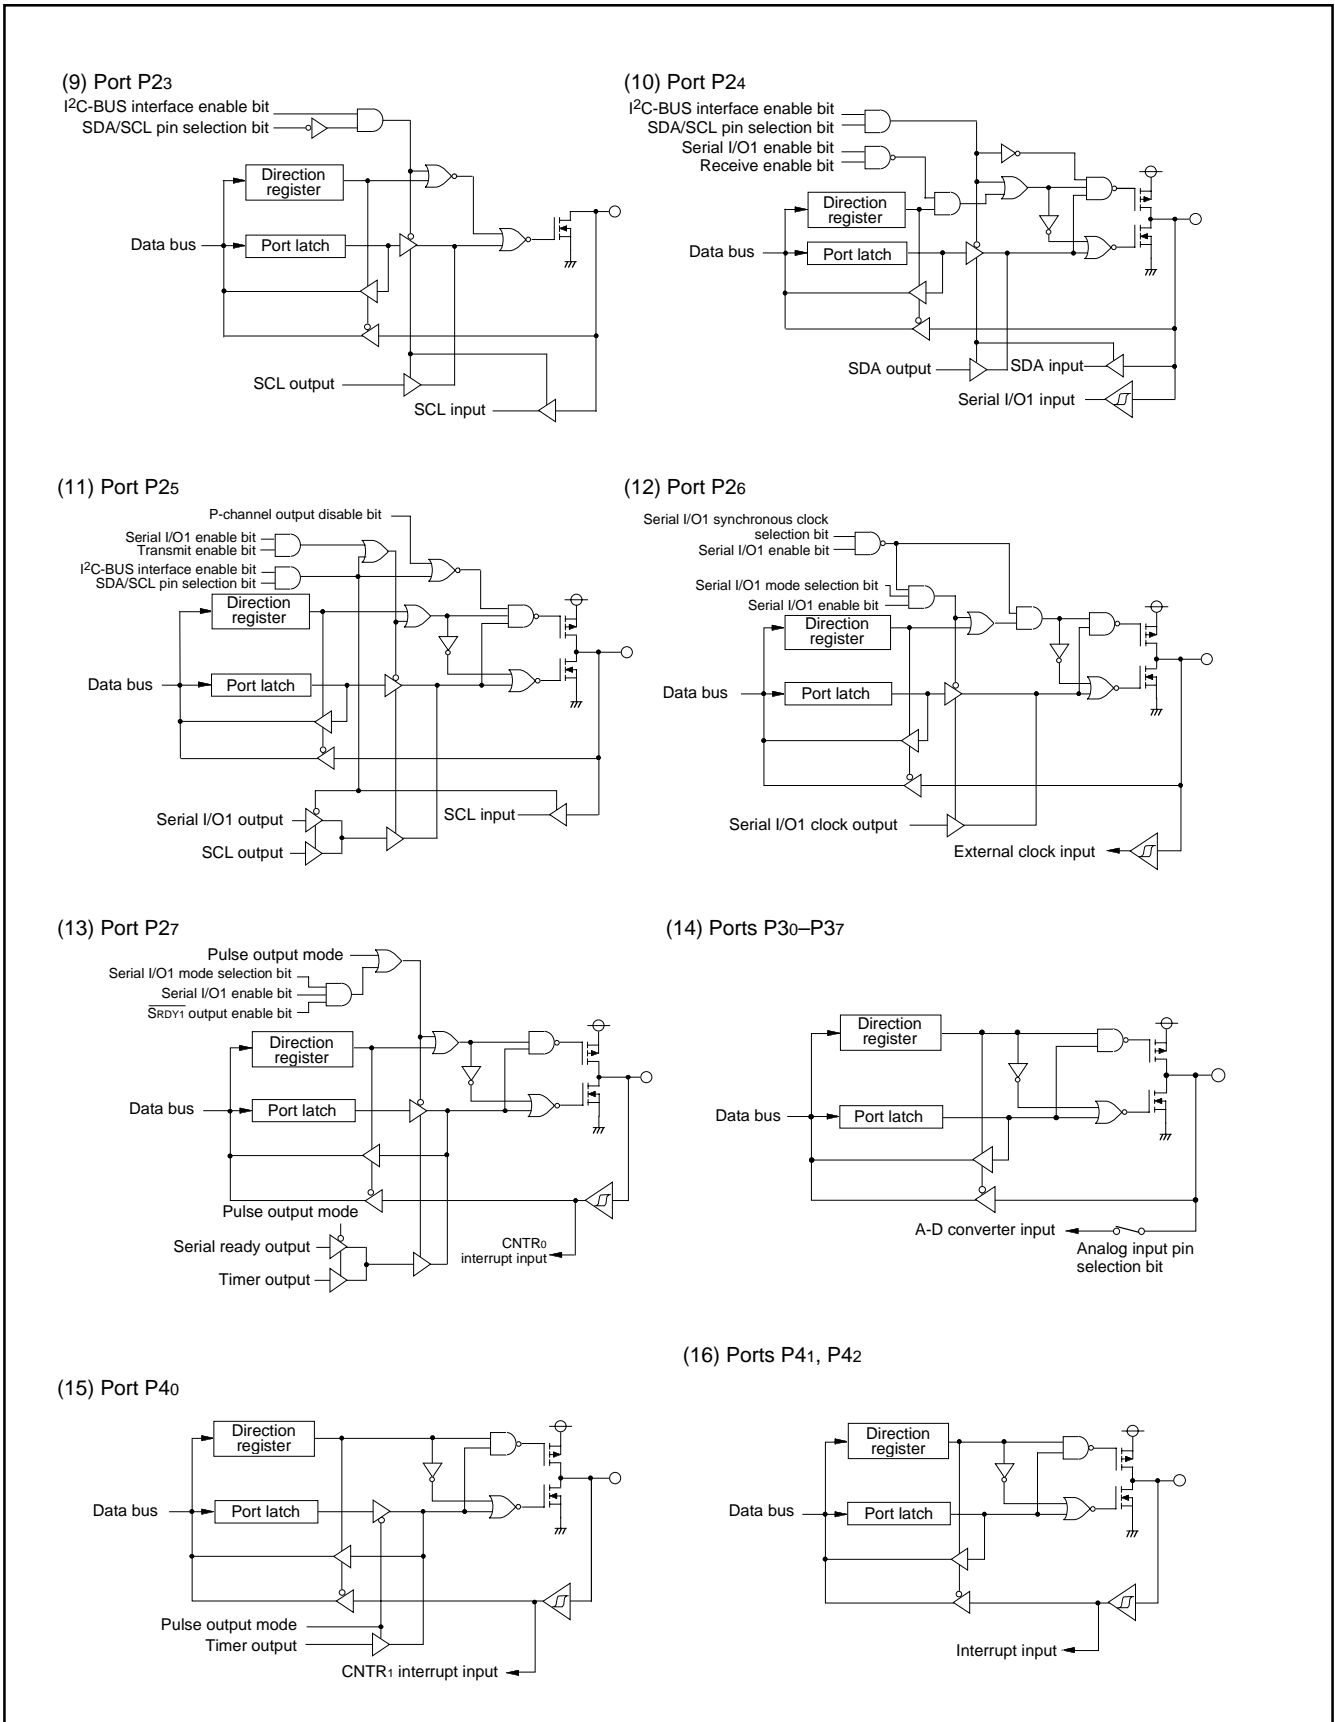 (9) Port P23
I2C-BUS interface enable bit
SDA/SCL pin selection bit
Direction
register
Data bus
Port latch
SCL output
SCL input
(10) Port P24
I2C-BUS interface enable bit
SDA/SCL pin selection bit
Serial I/O1 enable bit
Receive enable bit
Direction
register
Data bus
Port latch
SDA output
SDA input
Serial I/O1 input
(11) Port P25
P-channel output disable bit
Serial I/O1 enable bit
Transmit enable bit
I2C-BUS interface enable bit
SDA/SCL pin selection bit
Direction
register
Data bus
Port latch
Serial I/O1 output
SCL input
SCL output
(12) Port P26
Serial I/O1 synchronous clock
selection bit
Serial I/O1 enable bit
Serial I/O1 mode selection bit
Serial I/O1 enable bit
Direction
register
Data bus
Port latch
Serial I/O1 clock output
External clock input
(13) Port P27
Pulse output mode
Serial I/O1 mode selection bit
Serial I/O1 enable bit
SRDY1 output enable bit
Direction
register
Data bus
Port latch
Pulse output mode
Serial ready output
CNTR0
interrupt input
Timer output
(14) Ports P30–P37
Direction
register
Data bus
Port latch
A-D converter input
Analog input pin
selection bit
(15) Port P40
Direction
register
Data bus
Port latch
Pulse output mode
Timer output
CNTR1 interrupt input
(16) Ports P41, P42
Direction
register
Data bus
Port latch
Interrupt input